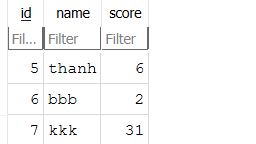 id name score
Fil... Filter Filter
5 thanh 6
6 bbb 2
7 kkk 31